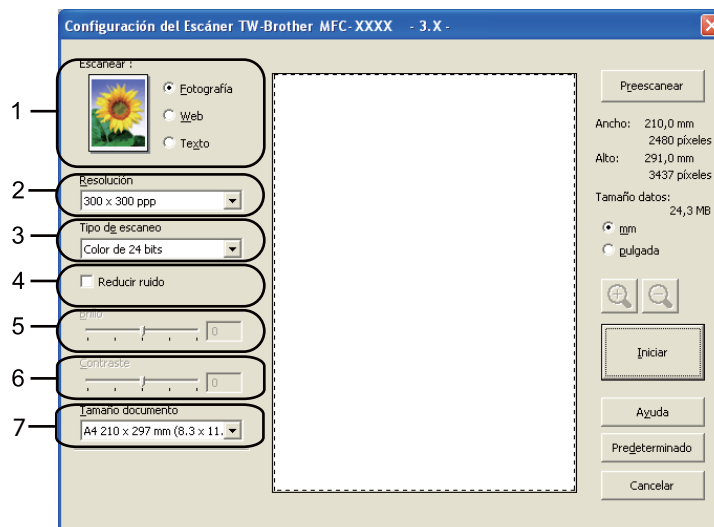 Configuración del Escáner TW-Brother MFC-XXXX - 3.X -
1
Escanear :
Fotografía
Web
Texto
2
Resolución
300 x 300 ppp
3
Tipo de escaneo
Color de 24 bits
4
Reducir ruido
5
Brillo
0
6
Contraste
0
7
Tamaño documento
A4 210 x 297 mm (8.3 x 11.
Preescanear
Ancho: 210,0 mm
2480 píxeles
Alto: 291,0 mm
3437 píxeles
Tamaño datos:
24,3 MB
mm
pulgada
Iniciar
Ayuda
Predeterminado
Cancelar